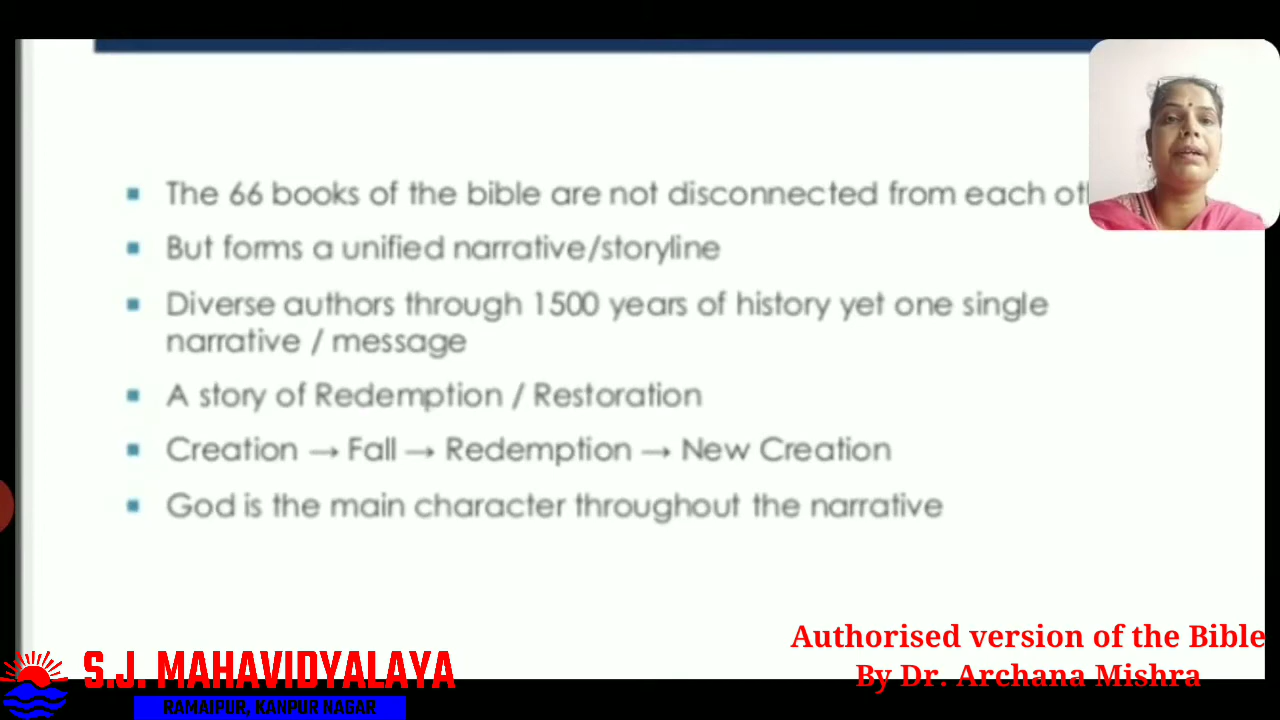 The 66 books of the bible are not disconnected from each
But forms a unified narrative/storyline
Diverse authors through 1500 years of history yet one single
narrative / message
A story of Redemption / Restoration
Creation → Fall → Redemption → New Creation
God is the main character throughout the narrative
Authorised version of the Bible
By Dr. Archana Mishra
S.J. MAHAVIDYALAYA
RAMAIPUR, KANPUR NAGAR